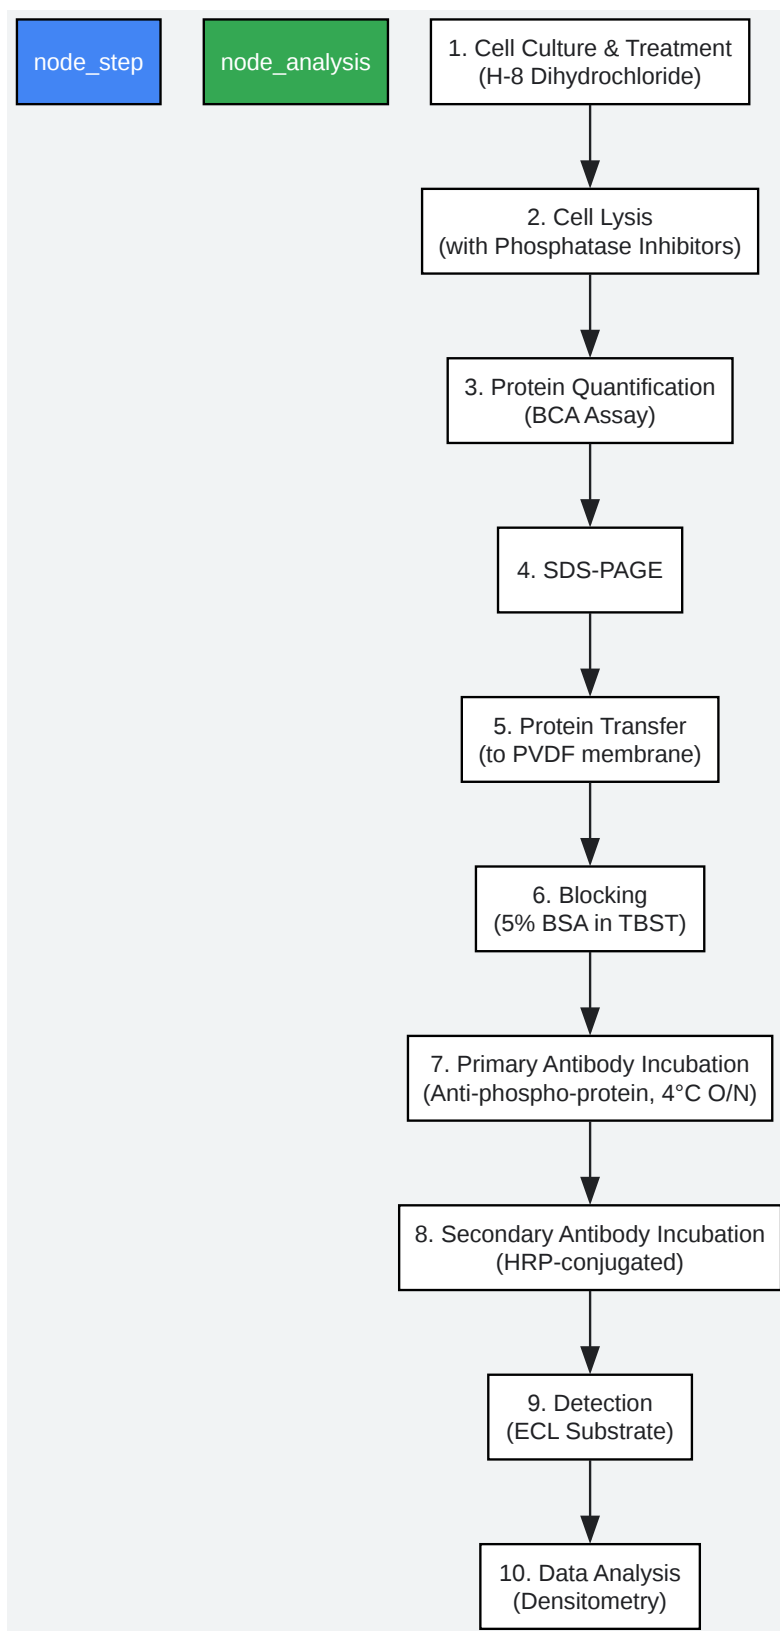 node_step
node_analysis
1. Cell Culture & Treatment
(H-8 Dihydrochloride)
2. Cell Lysis
(with Phosphatase Inhibitors)
3. Protein Quantification
(BCA Assay)
4. SDS-PAGE
5. Protein Transfer
(to PVDF membrane)
6. Blocking
(5% BSA in TBST)
7. Primary Antibody Incubation
(Anti-phospho-protein, 4°C O/N)
8. Secondary Antibody Incubation
(HRP-conjugated)
9. Detection
(ECL Substrate)
10. Data Analysis
(Densitometry)